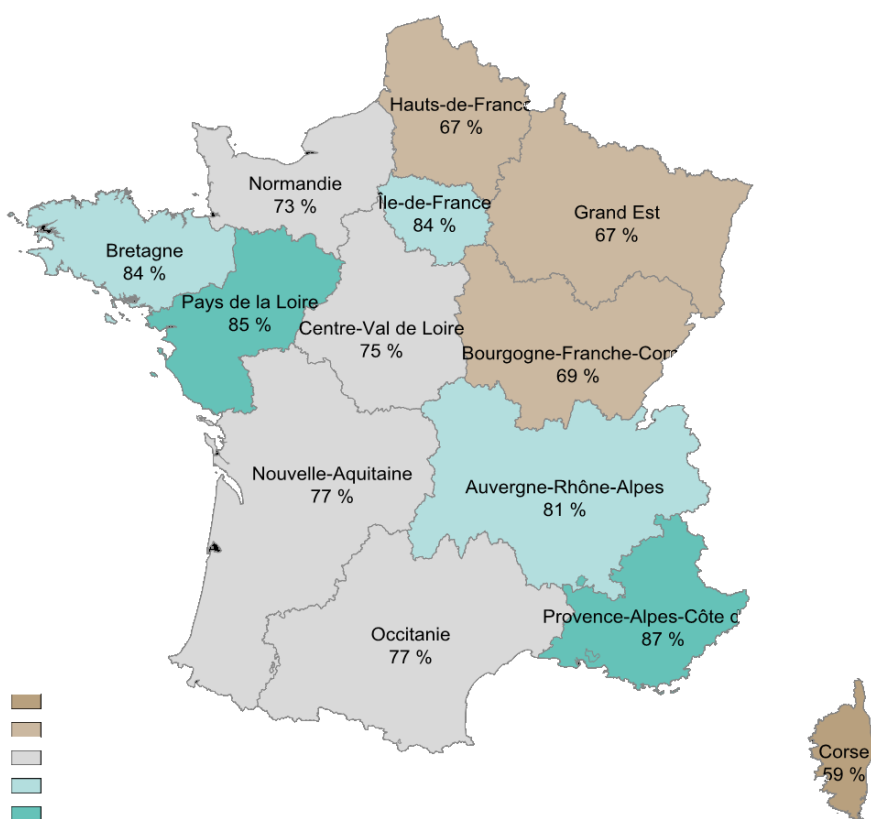 Hauts-de-Franc
67 %
Normandie
73 %
Île-de-France
84 %
Grand Est
67 %
Bretagne
84 %
Pays de la Loire
85 %
Centre-Val de Loire
75 %
Bourgogne-Franche-Com
69 %
Nouvelle-Aquitaine
77 %
Auvergne-Rhône-Alpes
81 %
Occitanie
77 %
Provence-Alpes-Côte d
87 %
Corse
59 %